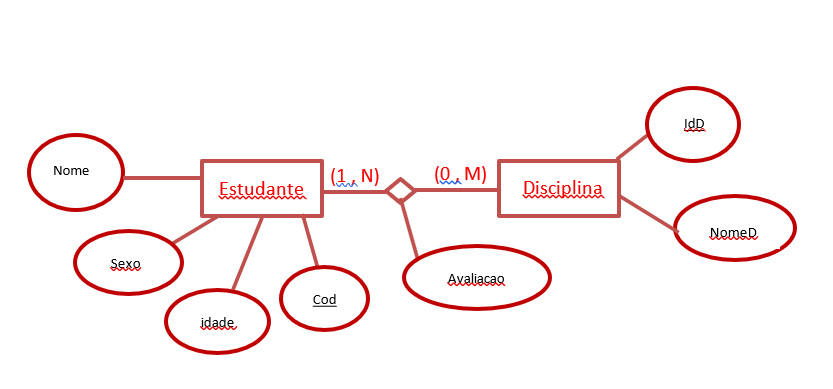 IdD
Nome
Estudante
(1 , N)
(0 , M)
Disciplina
NomeD
Sexo
Avaliacao
Cod
idade